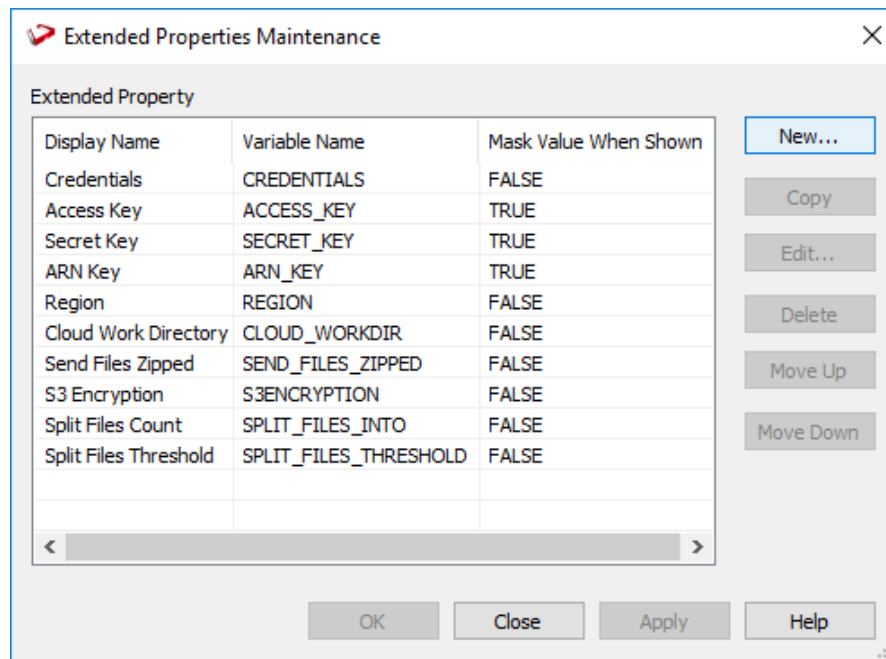 Extended Properties Maintenance
Extended Property
Display Name Variable Name Mask Value When Shown
Credentials CREDENTIALS FALSE
Access Key ACCESS_KEY TRUE
Secret Key SECRET_KEY TRUE
ARN Key ARN_KEY TRUE
Region REGION FALSE
Cloud Work Directory CLOUD_WORKDIR FALSE
Send Files Zipped SEND_FILES_ZIPPED FALSE
S3 Encryption S3ENCRYPTION FALSE
Split Files Count SPLIT_FILES_INTO FALSE
Split Files Threshold SPLIT_FILES_THRESHOLD FALSE
New...
Copy
Edit...
Delete
Move Up
Move Down
OK Close Apply Help